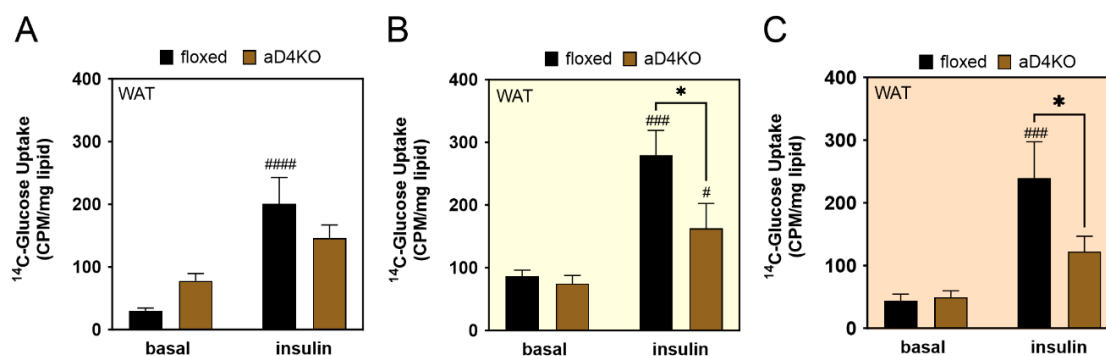 A
floxed aD4KO
WAT
400
300
200
100
0
¹⁴C-Glucose Uptake
(CPM/mg lipid)
####
basal insulin
B
floxed aD4KO
WAT
400
300
200
100
0
¹⁴C-Glucose Uptake
(CPM/mg lipid)
*
###
#
basal insulin
C
floxed aD4KO
WAT
400
300
200
100
0
¹⁴C-Glucose Uptake
(CPM/mg lipid)
*
###
basal insulin